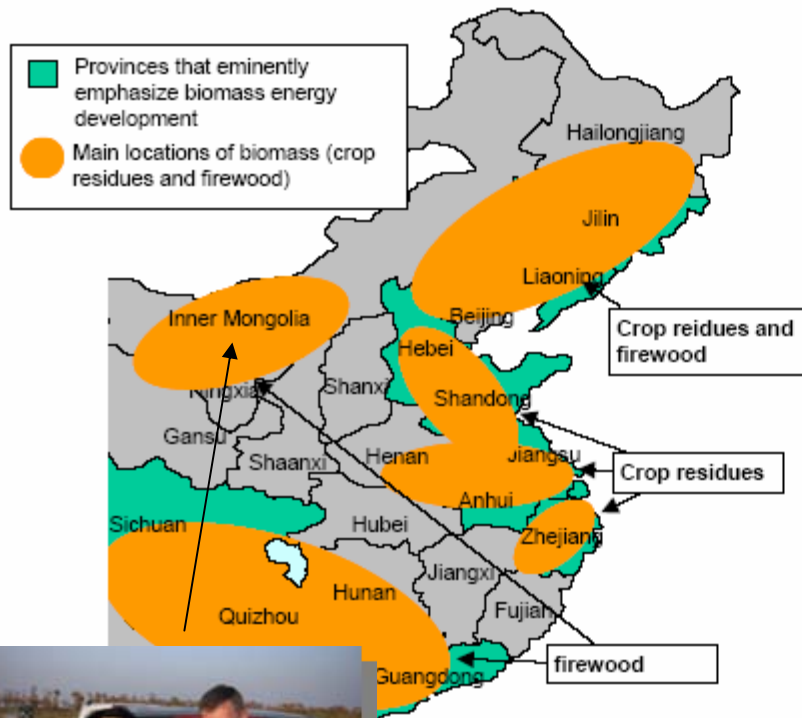 Provinces that eminently
emphasize biomass energy
development
Main locations of biomass (crop
residues and firewood)
Hailongjiang
Jilin
Liaoning
Beijing
Crop reidues and
firewood
Inner Mongolia
Hebei
Ningxia
Shanxi
Shandong
Gansu
Henan
Jiangsu
Shaanxi
Crop residues
Anhui
Sichuan
Hubei
Zhejiang
Jiangxi
Hunan
Quizhou
Fujian
firewood
Guangdong